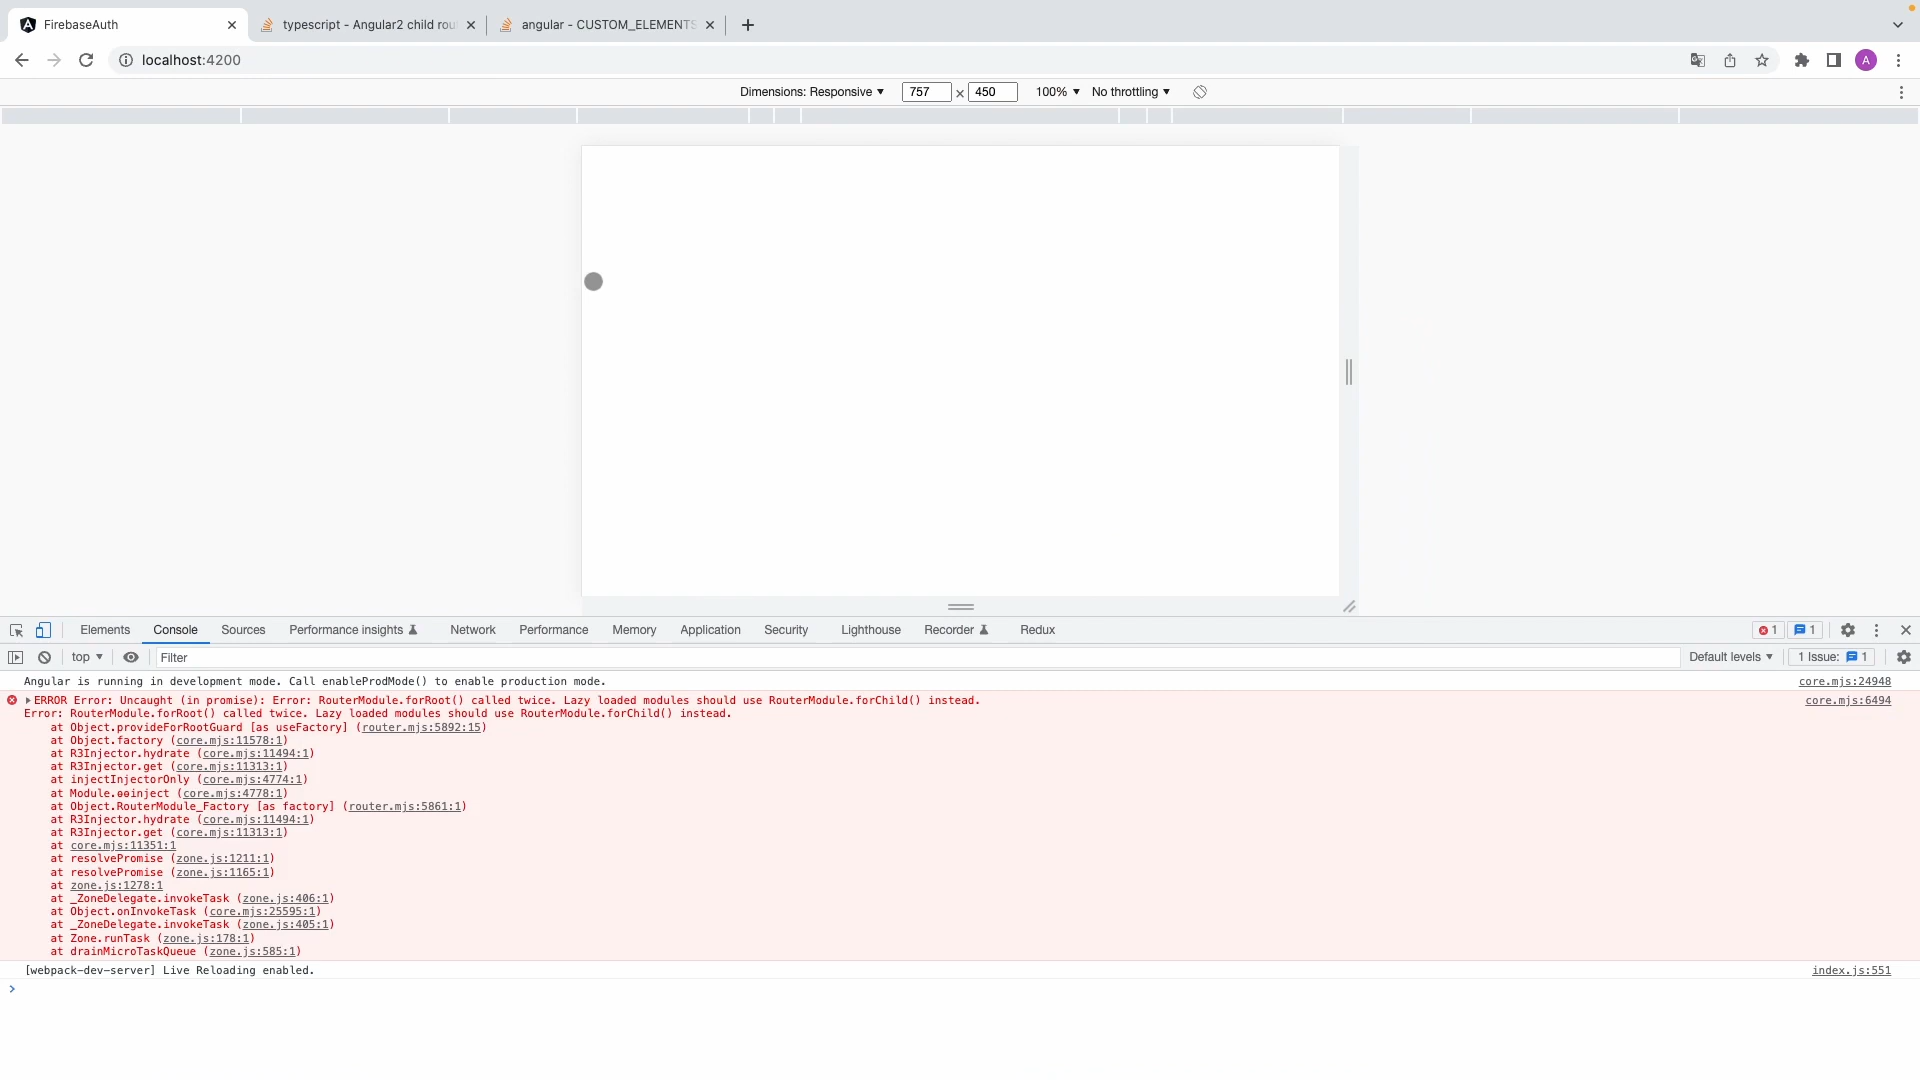 FirebaseAuth
typescript - Angular2 child rou
angular - CUSTOM_ELEMENTS
localhost:4200
A
Dimensions: Responsive
757 × 450
100%
No throttling
Elements
Console
Sources
Performance insights
Network
Performance
Memory
Application
Security
Lighthouse
Recorder
Redux
1
1
top
Filter
Default levels
1 Issue: 1
Angular is running in development mode. Call enableProdMode() to enable production mode. core.mjs:24948
ERROR Error: Uncaught (in promise): Error: RouterModule.forRoot() called twice. Lazy loaded modules should use RouterModule.forChild() instead. core.mjs:6494
Error: RouterModule.forRoot() called twice. Lazy loaded modules should use RouterModule.forChild() instead.
at Object.provideForRootGuard [as useFactory] (router.mjs:5892:15)
at Object.factory (core.mjs:11578:1)
at R3Injector.hydrate (core.mjs:11494:1)
at R3Injector.get (core.mjs:11313:1)
at injectInjectorOnly (core.mjs:4774:1)
at Module.ɵɵinject (core.mjs:4778:1)
at Object.RouterModule_Factory [as factory] (router.mjs:5861:1)
at R3Injector.hydrate (core.mjs:11494:1)
at R3Injector.get (core.mjs:11313:1)
at core.mjs:11351:1
at resolvePromise (zone.js:1211:1)
at resolvePromise (zone.js:1165:1)
at zone.js:1278:1
at _ZoneDelegate.invokeTask (zone.js:406:1)
at Object.onInvokeTask (core.mjs:25595:1)
at _ZoneDelegate.invokeTask (zone.js:405:1)
at Zone.runTask (zone.js:178:1)
at drainMicroTaskQueue (zone.js:585:1)
[webpack-dev-server] Live Reloading enabled. index.js:551